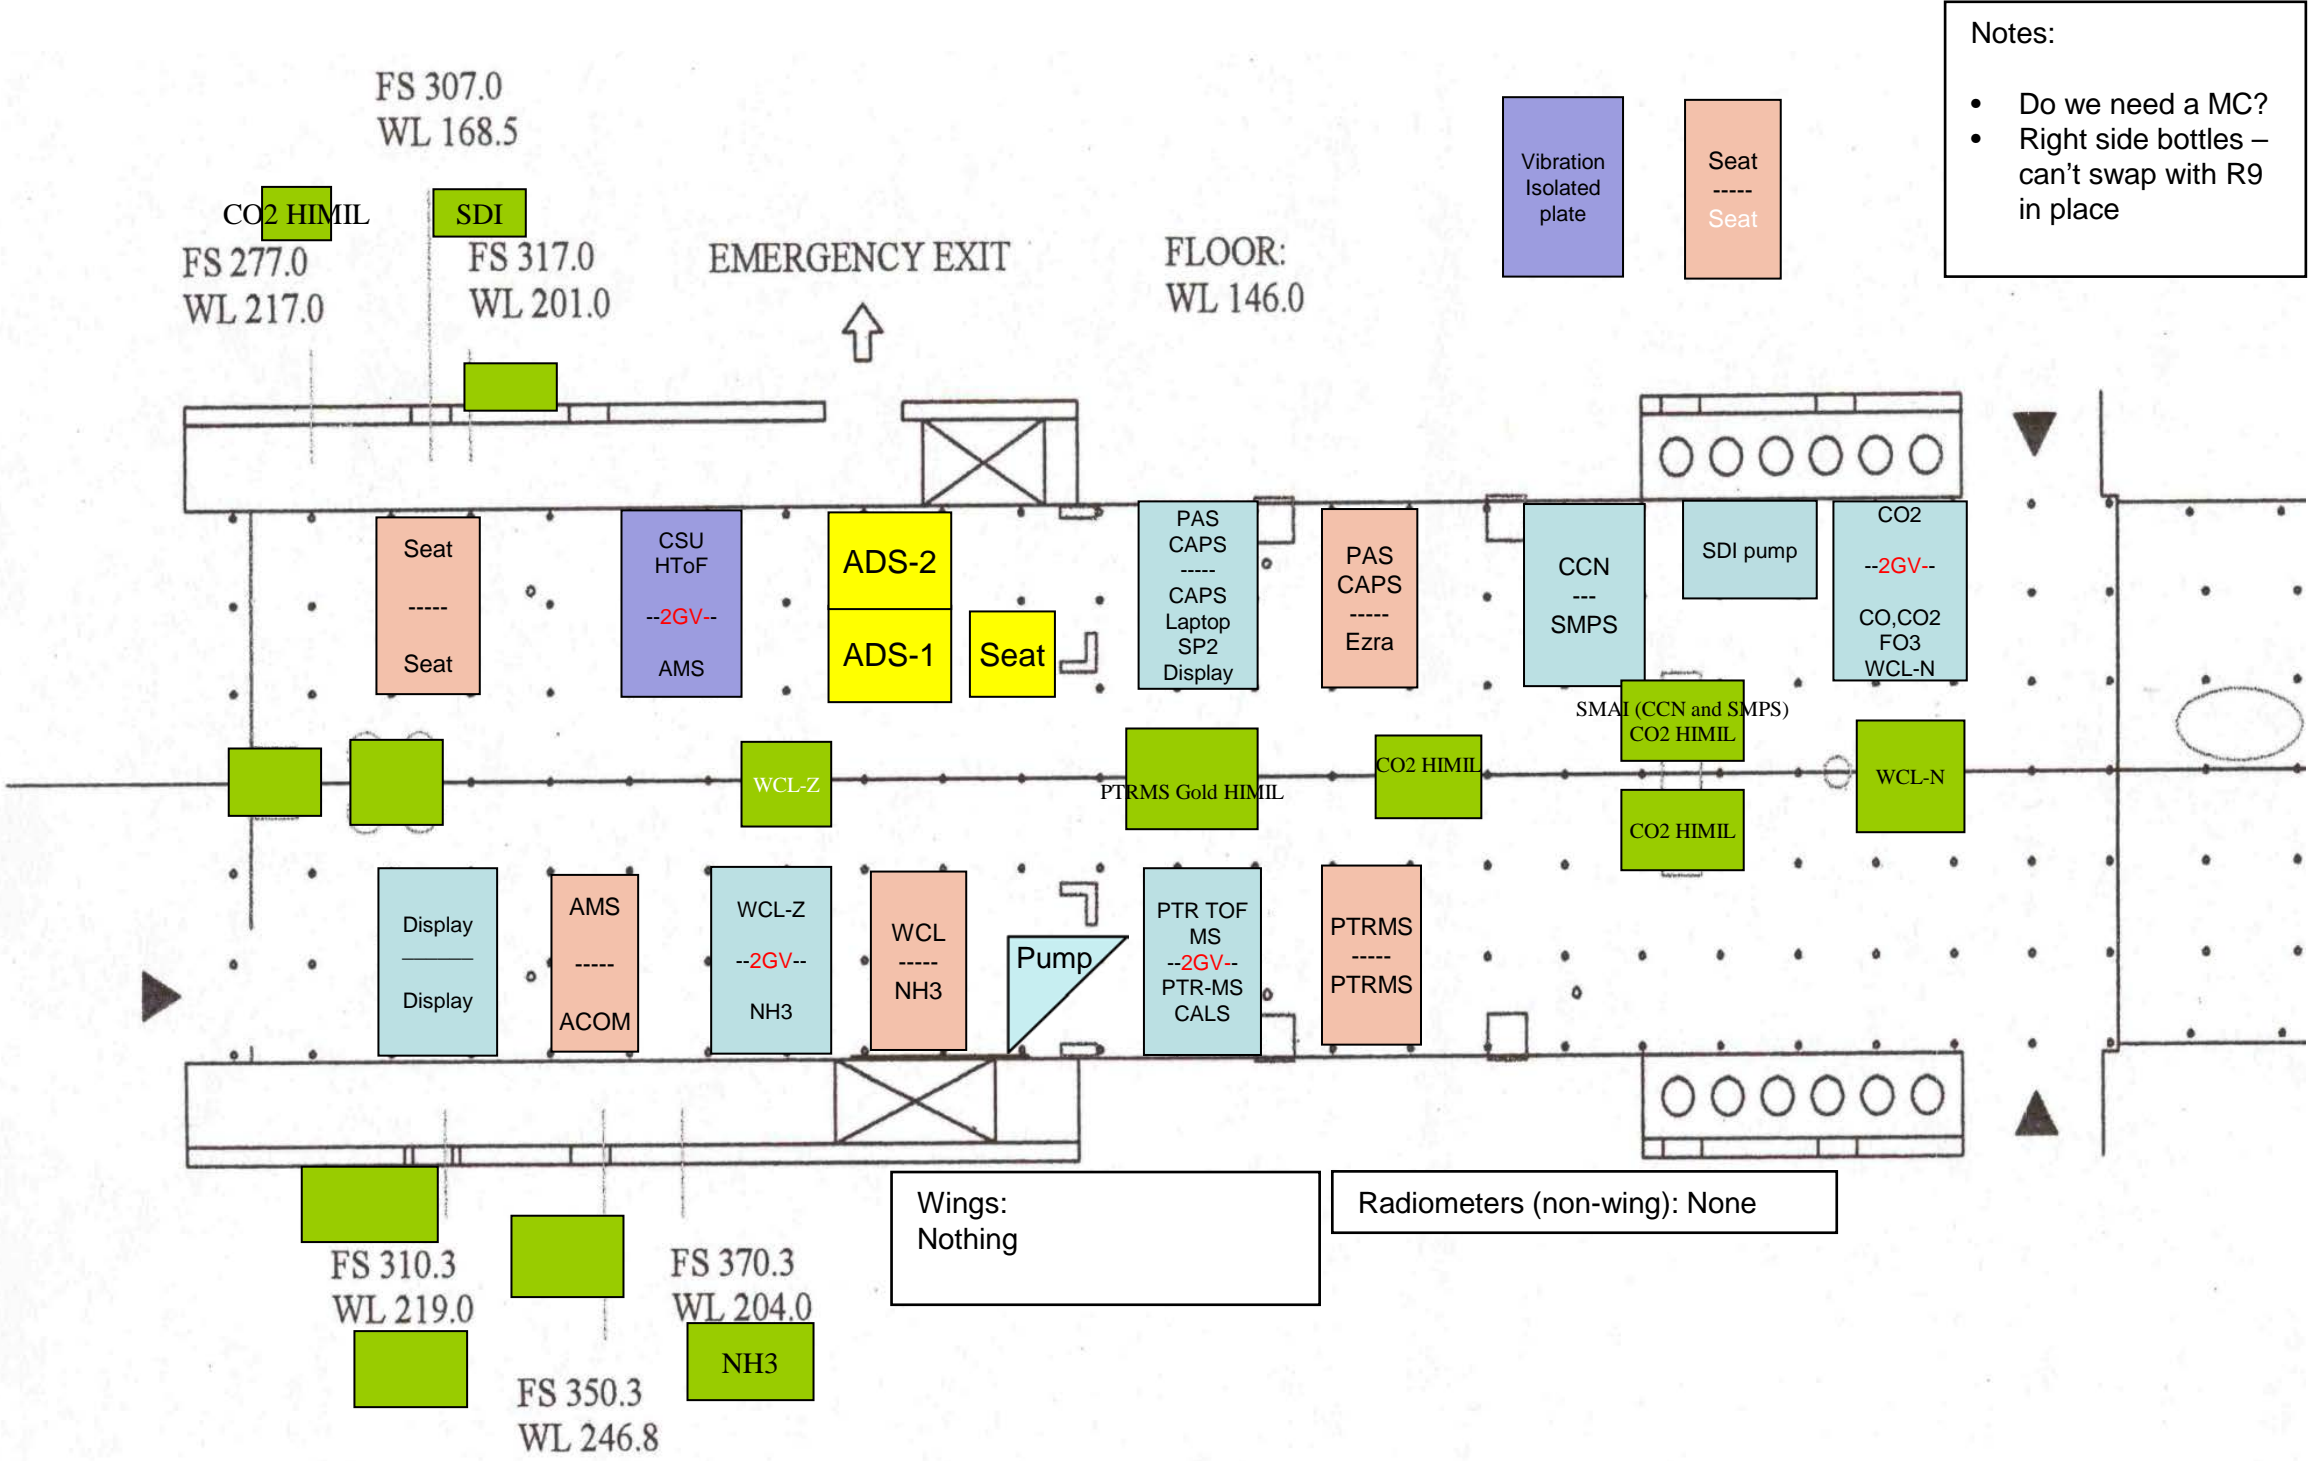 Notes:
• Do we need a MC?
• Right side bottles –
can't swap with R9
in place
FS 307.0
WL 168.5
Vibration
Isolated
plate
Seat
-----
Seat
CO2 HIMIL
SDI
FS 277.0
WL 217.0
FS 317.0
WL 201.0
EMERGENCY EXIT
FLOOR:
WL 146.0
Seat
-----
Seat
CSU
HToF
--2GV--
AMS
ADS-2
ADS-1
Seat
PAS
CAPS
-----
CAPS
Laptop
SP2
Display
PAS
CAPS
-----
Ezra
CCN
---
SMPS
SDI pump
CO2
--2GV--
CO,CO2
FO3
WCL-N
WCL-Z
PTRMS Gold HIMIL
CO2 HIMIL
SMAI (CCN and SMPS)
CO2 HIMIL
CO2 HIMIL
WCL-N
Display
Display
AMS
-----
ACOM
WCL-Z
--2GV--
NH3
WCL
-----
NH3
Pump
PTR TOF
MS
--2GV--
PTR-MS
CALS
PTRMS
-----
PTRMS
Wings:
Nothing
Radiometers (non-wing): None
FS 310.3
WL 219.0
FS 370.3
WL 204.0
NH3
FS 350.3
WL 246.8